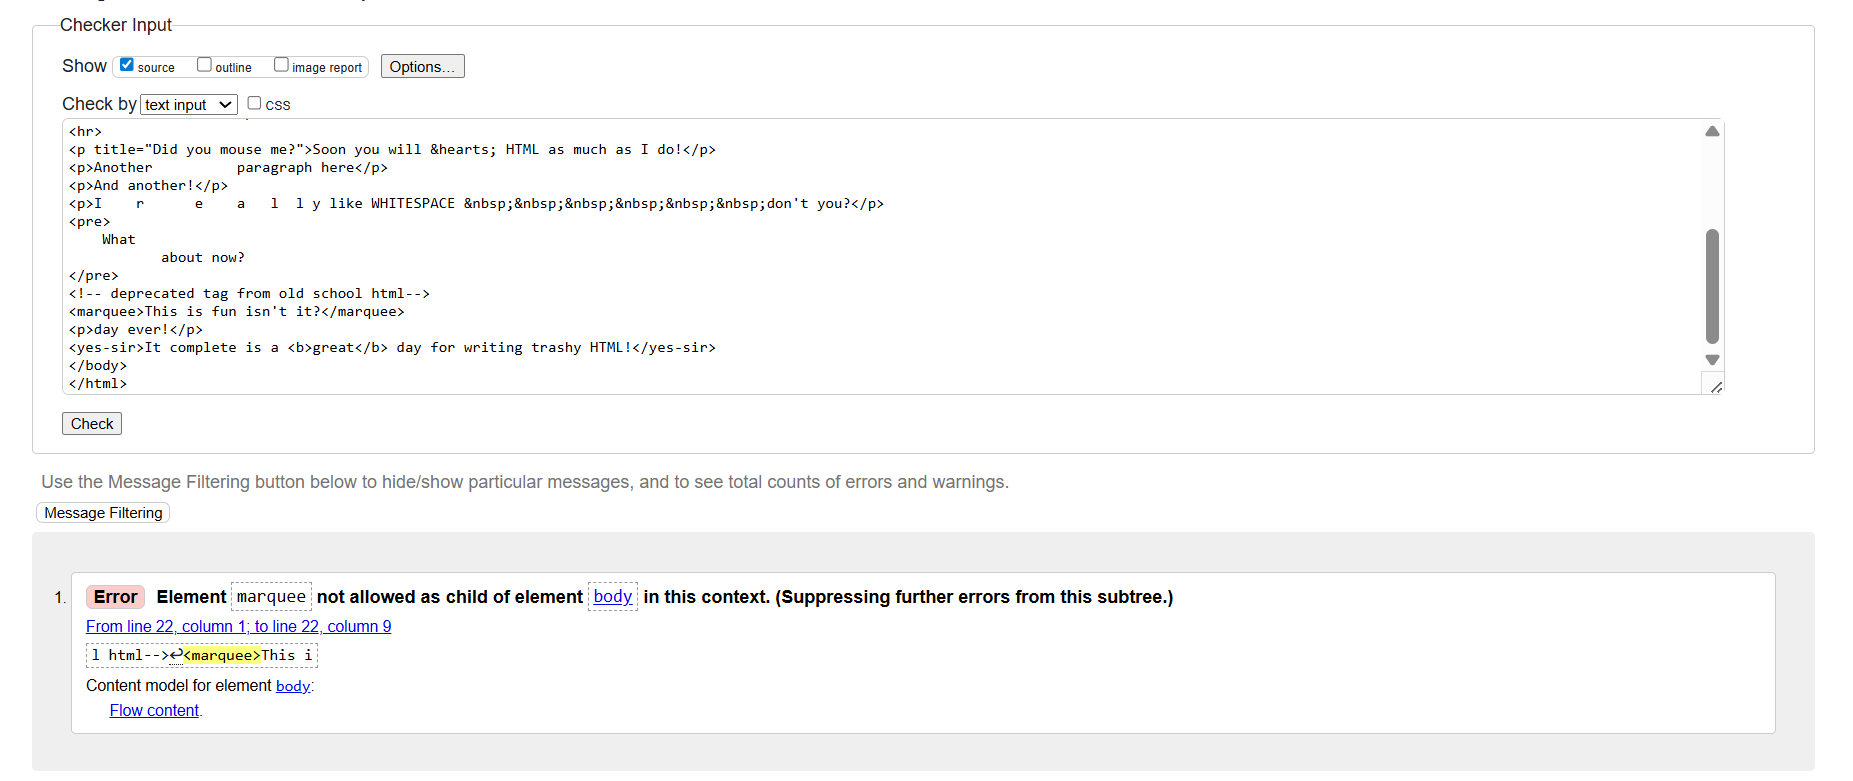 Checker Input
Show source outline image report Options...
Check by text input css
<hr>
<p title="Did you mouse me?">Soon you will &hearts; HTML as much as I do!</p>
<p>Another          paragraph here</p>
<p>And another!</p>
<p>I    r      e    a   l  l y like WHITESPACE &nbsp;&nbsp;&nbsp;&nbsp;&nbsp;&nbsp;don't you?</p>
<pre>
    What
           about now?
</pre>
<!-- deprecated tag from old school html-->
<marquee>This is fun isn't it?</marquee>
<p>day ever!</p>
<yes-sir>It complete is a <b>great</b> day for writing trashy HTML!</yes-sir>
</body>
</html>
Check
Use the Message Filtering button below to hide/show particular messages, and to see total counts of errors and warnings.
Message Filtering
1. Error Element marquee not allowed as child of element body in this context. (Suppressing further errors from this subtree.)
From line 22, column 1; to line 22, column 9
l html-->↩<marquee>This i
Content model for element body:
Flow content.